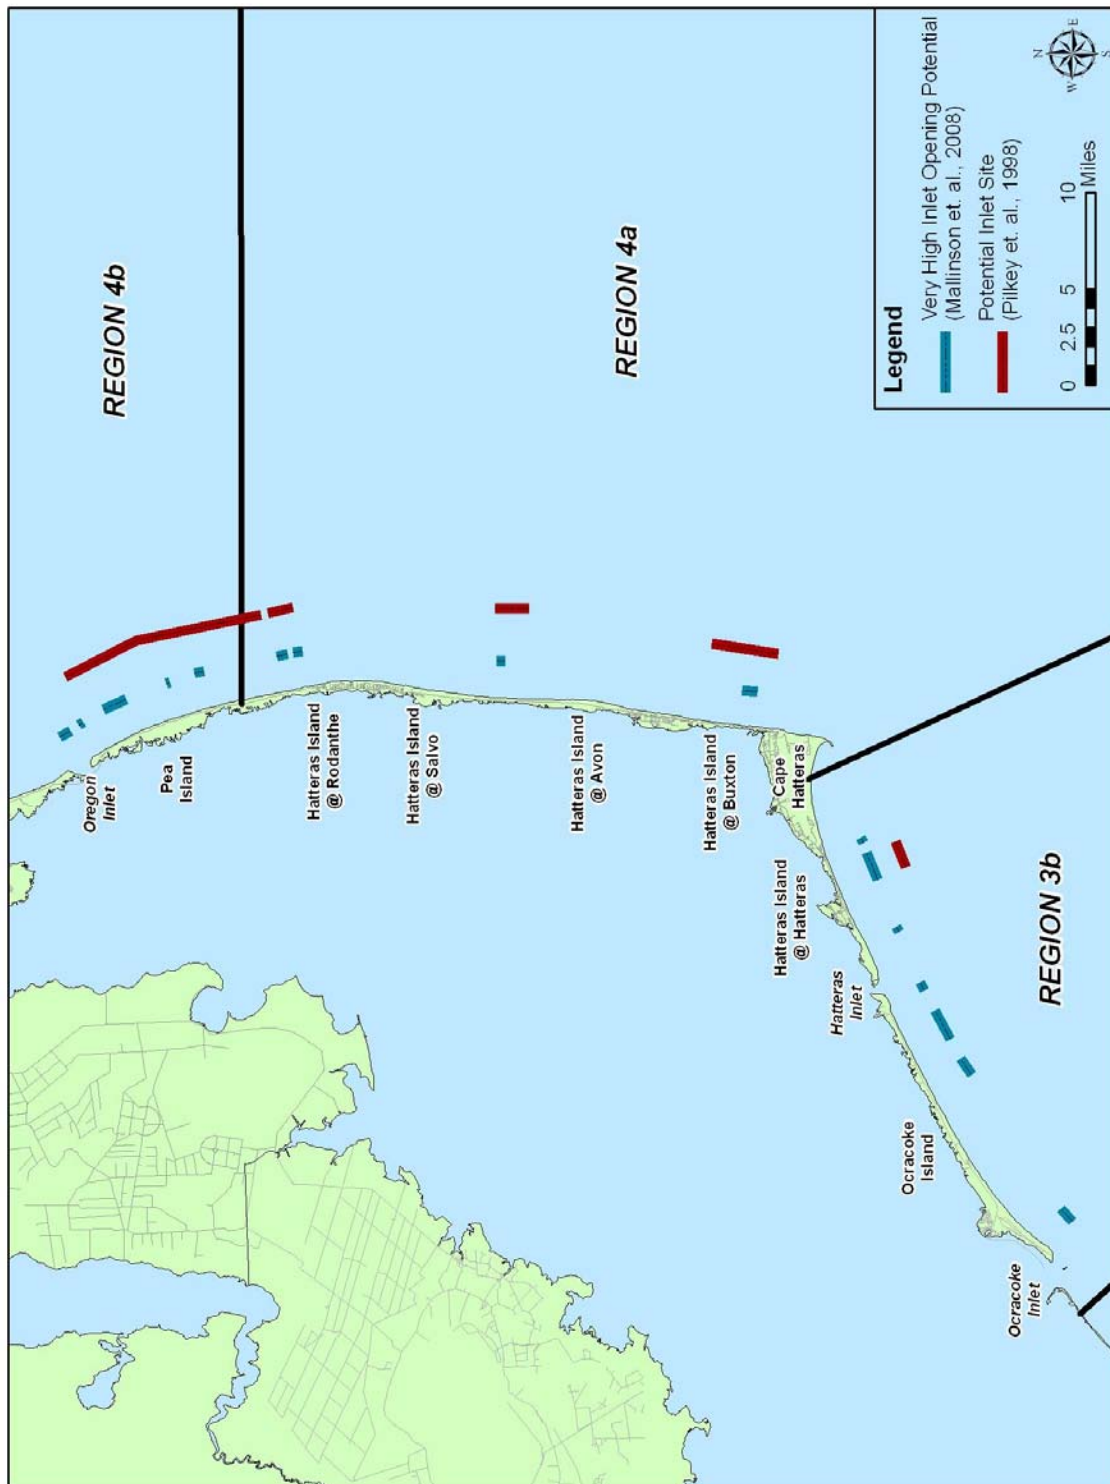 REGION 4b
REGION 4a
REGION 3b
Oregon
Inlet
Pea
Island
Hatteras Island
@ Rodanthe
Hatteras Island
@ Salvo
Hatteras Island
@ Avon
Hatteras Island
@ Buxton
Cape
Hatteras
Hatteras Island
@ Hatteras
Hatteras
Inlet
Ocracoke
Island
Ocracoke
Inlet
Legend
Very High Inlet Opening Potential
(Mallinson et. al., 2008)
Potential Inlet Site
(Pilkey et. al., 1998)
0 2.5 5 10
Miles
N
W E
S